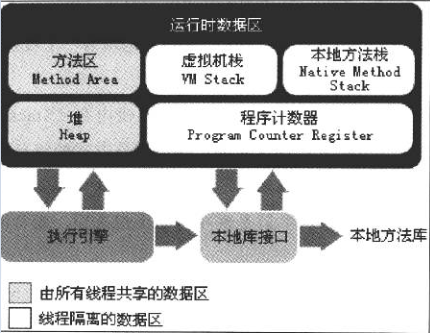 运行时数据区
方法区
Method Area
虚拟机栈
VM Stack
本地方法栈
Native Method
Stack
堆
Heap
程序计数器
Program Counter Register
执行引擎
本地库接口
本地方法库
由所有线程共享的数据区
线程隔离的数据区